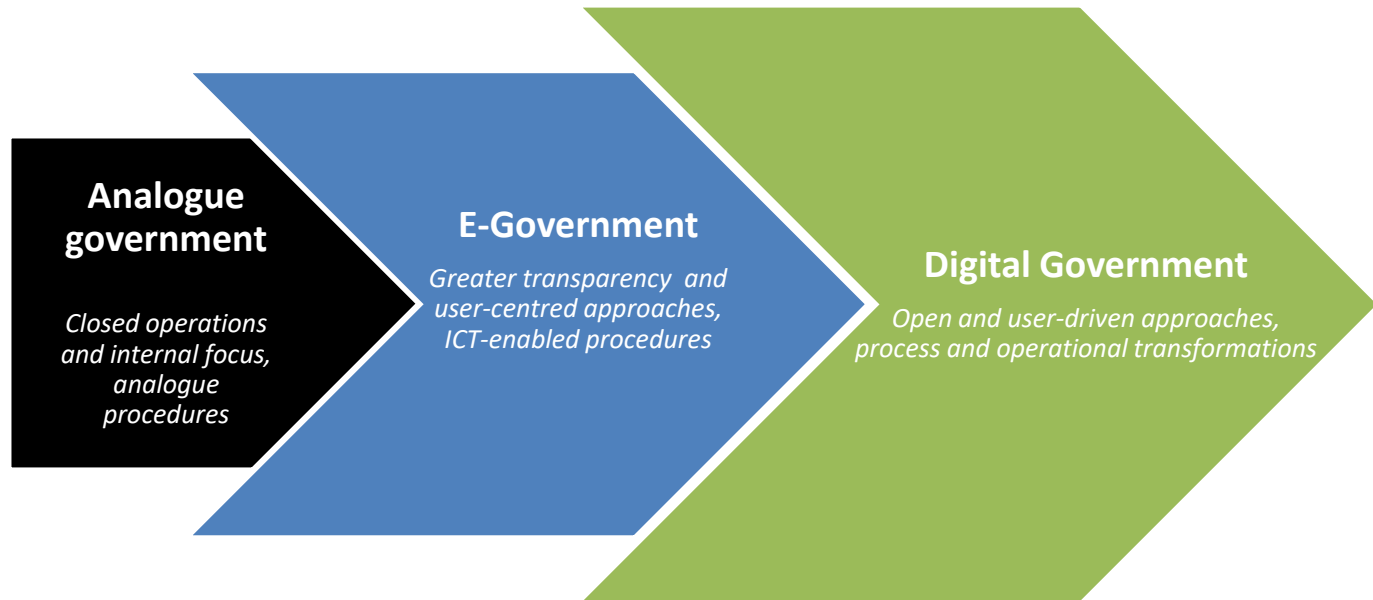 Analogue
government
Closed operations
and internal focus,
analogue
procedures
E-Government
Greater transparency  and
user-centred approaches,
ICT-enabled procedures
Digital Government
Open and user-driven approaches,
process and operational transformations